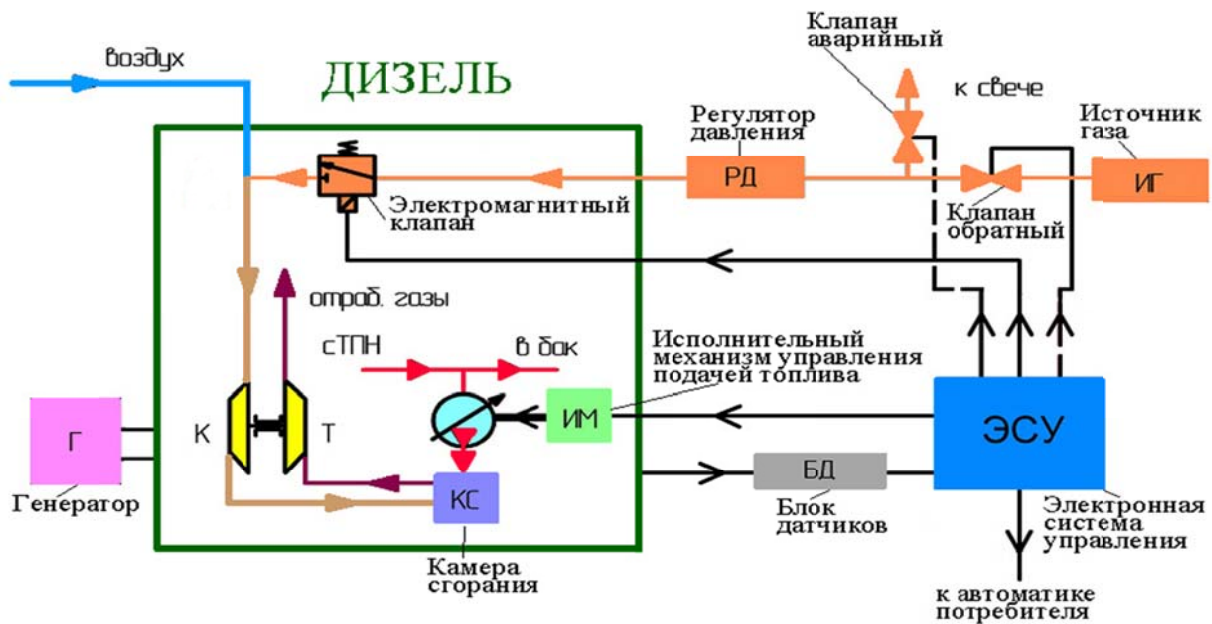 Клапан
аварийный
воздух
ДИЗЕЛЬ
к свече
Источник
газа
Регулятор
давления
РД
ИГ
Электромагнитный
клапан
Клапан
обратный
отраб. газы
сТПН
в бак
Исполнительный
механизм управления
подачей топлива
Г
К
Т
ИМ
ЭСУ
БД
КС
Генератор
Блок
датчиков
Электронная
система
управления
Камера
сгорания
к автоматике
потребителя